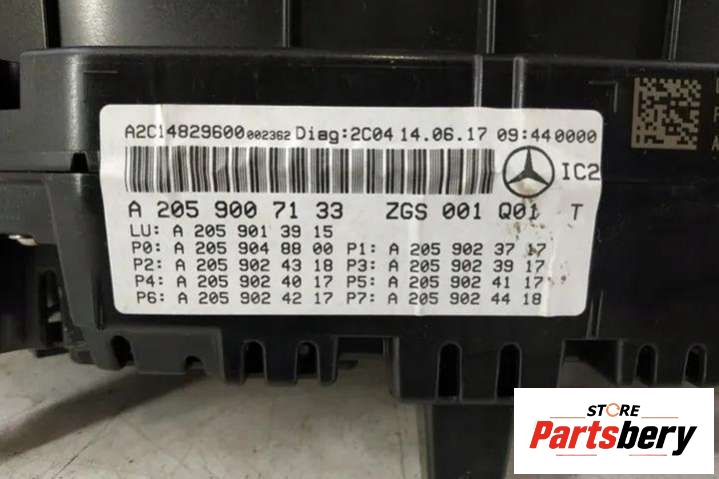 A2C14829600 002362 Diag:2C04 14.06.17 09:44 0000
IC2
A 205 900 71 33 ZGS 001 Q01 T
LU: A 205 901 39 15
P0: A 205 904 88 00 P1: A 205 902 37 17
P2: A 205 902 43 18 P3: A 205 902 39 17
P4: A 205 902 40 17 P5: A 205 902 41 17
P6: A 205 902 42 17 P7: A 205 902 44 18
STORE
Partsbery